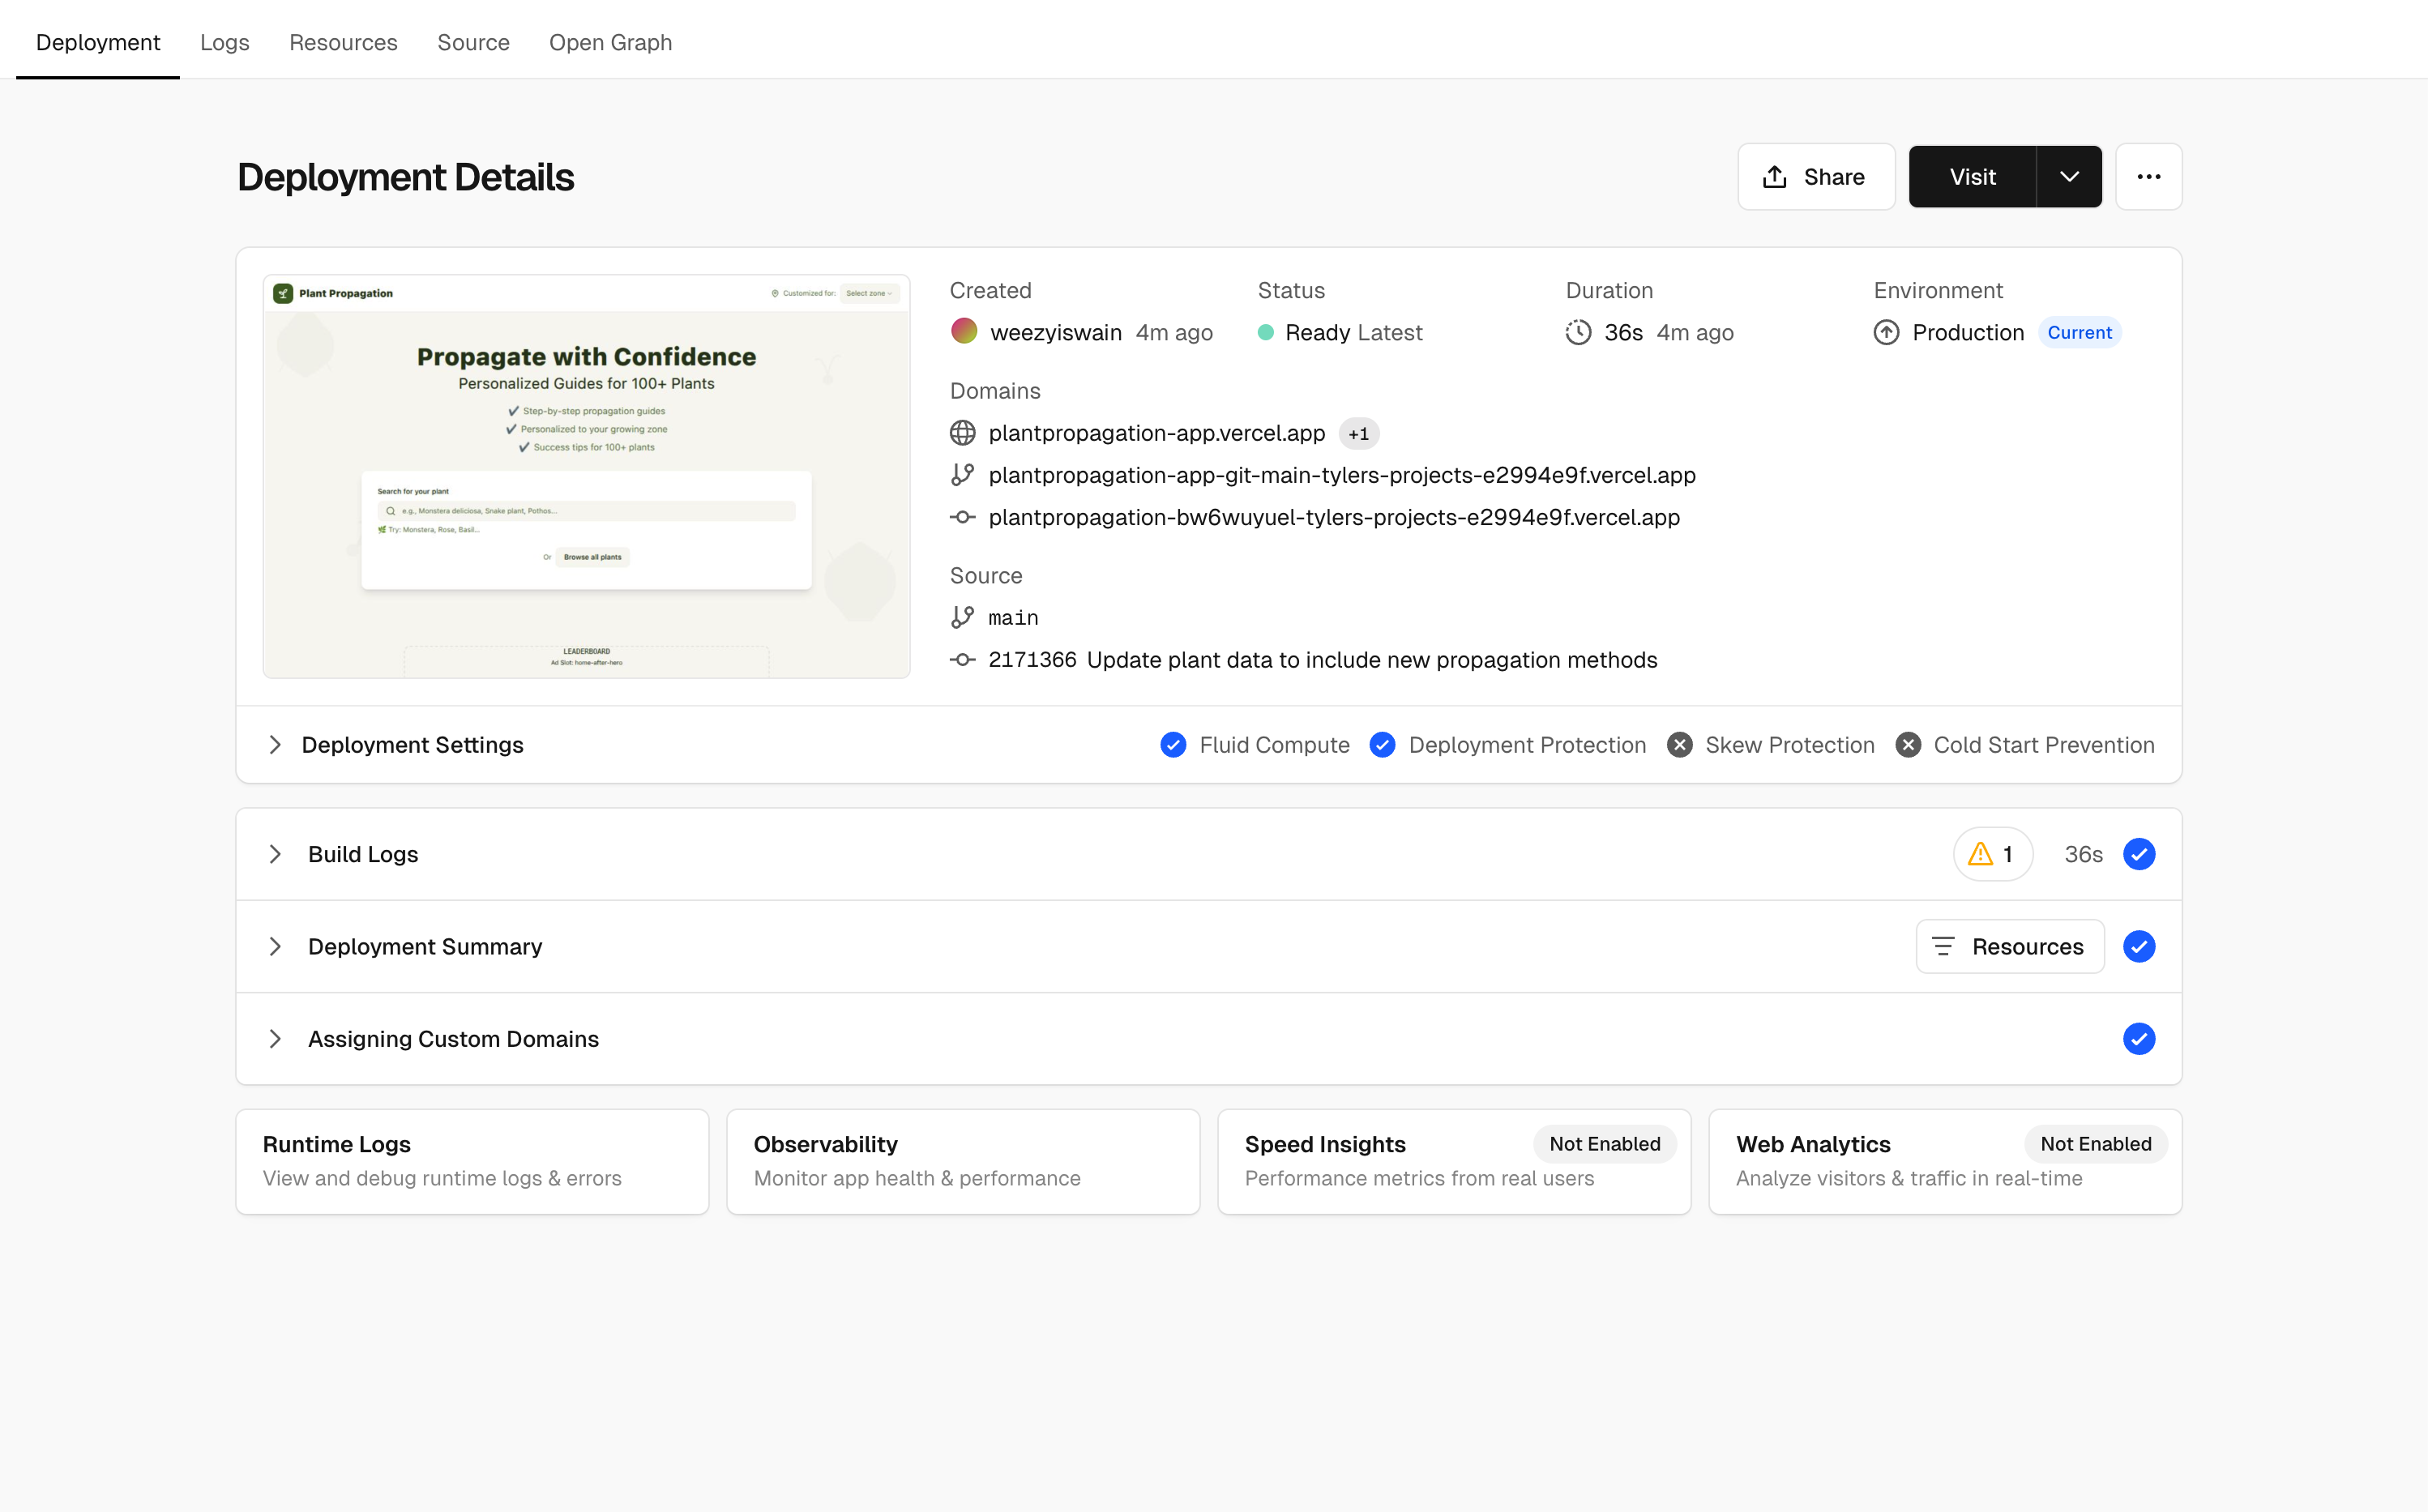 Deployment Logs Resources Source Open Graph
Deployment Details
Share Visit
Plant Propagation Customized for: Select zone
Propagate with Confidence
Personalized Guides for 100+ Plants
✔ Step-by-step propagation guides
✔ Personalized to your growing zone
✔ Success tips for 100+ plants
Search for your plant
e.g., Monstera deliciosa, Snake plant, Pothos...
Try: Monstera, Rose, Basil...
Or Browse all plants
LEADERBOARD
Ad Slot: home-after-hero
Created Status Duration Environment
weezyiswain 4m ago Ready Latest 36s 4m ago Production Current
Domains
plantpropagation-app.vercel.app +1
plantpropagation-app-git-main-tylers-projects-e2994e9f.vercel.app
plantpropagation-bw6wuyuel-tylers-projects-e2994e9f.vercel.app
Source
main
2171366 Update plant data to include new propagation methods
Deployment Settings Fluid Compute Deployment Protection Skew Protection Cold Start Prevention
Build Logs 1 36s
Deployment Summary Resources
Assigning Custom Domains
Runtime Logs
View and debug runtime logs & errors
Observability
Monitor app health & performance
Speed Insights Not Enabled
Performance metrics from real users
Web Analytics Not Enabled
Analyze visitors & traffic in real-time